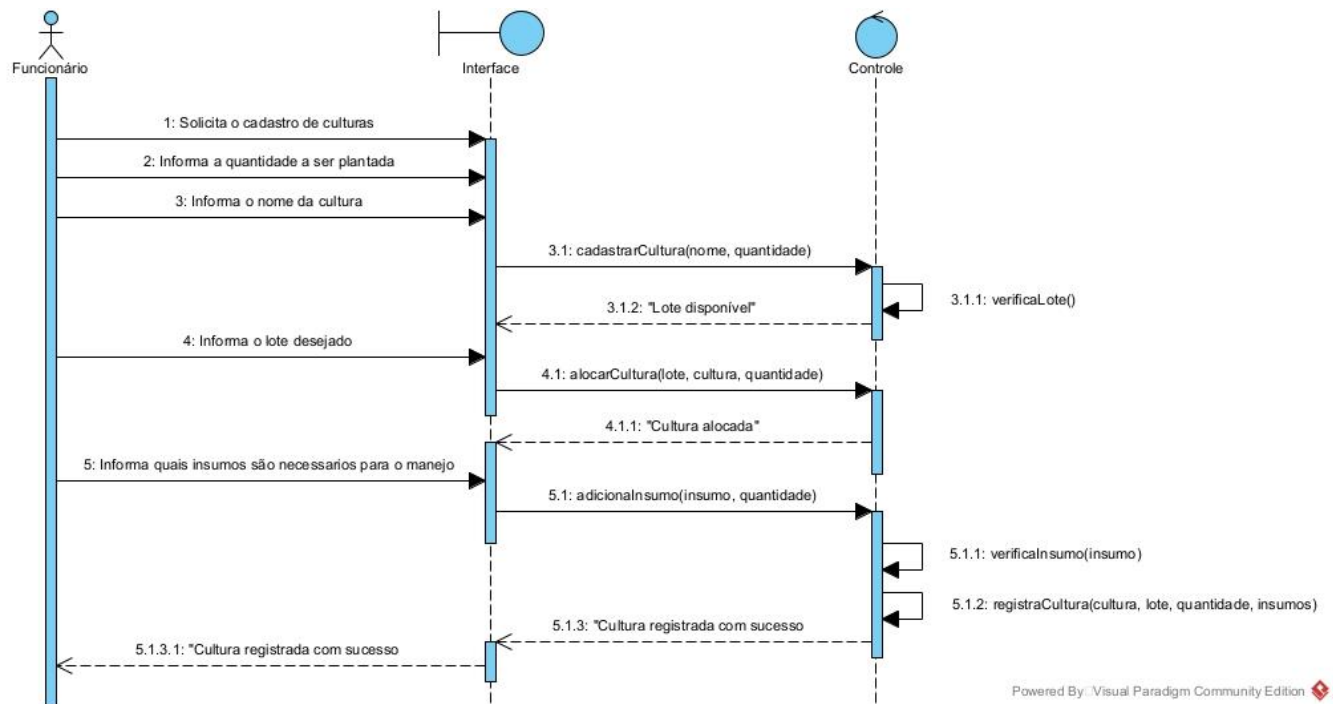 Funcionário
Interface
Controle
1: Solicita o cadastro de culturas
2: Informa a quantidade a ser plantada
3: Informa o nome da cultura
3.1: cadastrarCultura(nome, quantidade)
3.1.1: verificaLote()
3.1.2: "Lote disponível"
4: Informa o lote desejado
4.1: alocarCultura(lote, cultura, quantidade)
4.1.1: "Cultura alocada"
5: Informa quais insumos são necessarios para o manejo
5.1: adicionaInsumo(insumo, quantidade)
5.1.1: verificaInsumo(insumo)
5.1.2: registraCultura(cultura, lote, quantidade, insumos)
5.1.3: "Cultura registrada com sucesso
5.1.3.1: "Cultura registrada com sucesso
Powered By Visual Paradigm Community Edition